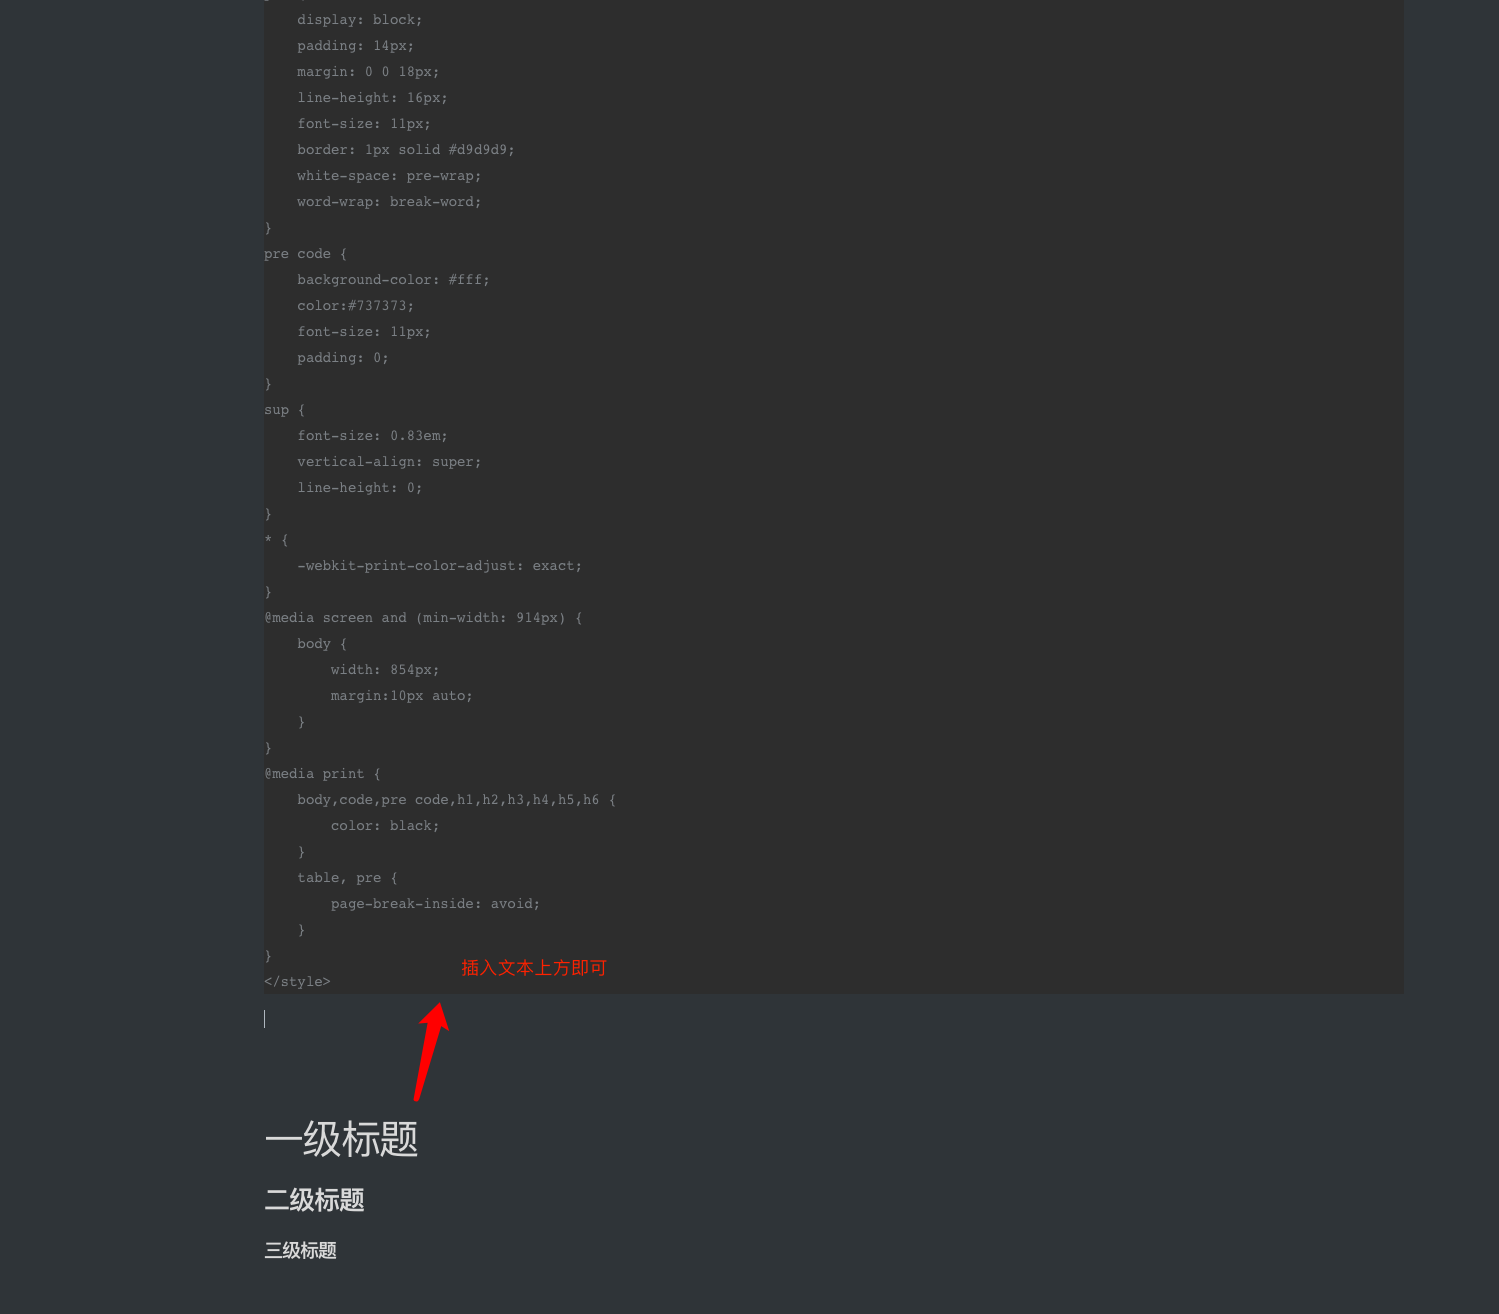 display: block;
padding: 14px;
margin: 0 0 18px;
line-height: 16px;
font-size: 11px;
border: 1px solid #d9d9d9;
white-space: pre-wrap;
word-wrap: break-word;
}
pre code {
background-color: #fff;
color:#737373;
font-size: 11px;
padding: 0;
}
sup {
font-size: 0.83em;
vertical-align: super;
line-height: 0;
}
* {
-webkit-print-color-adjust: exact;
}
@media screen and (min-width: 914px) {
body {
width: 854px;
margin:10px auto;
}
}
@media print {
body,code,pre code,h1,h2,h3,h4,h5,h6 {
color: black;
}
table, pre {
page-break-inside: avoid;
}
}
插入文本上方即可
</style>
一级标题
二级标题
三级标题